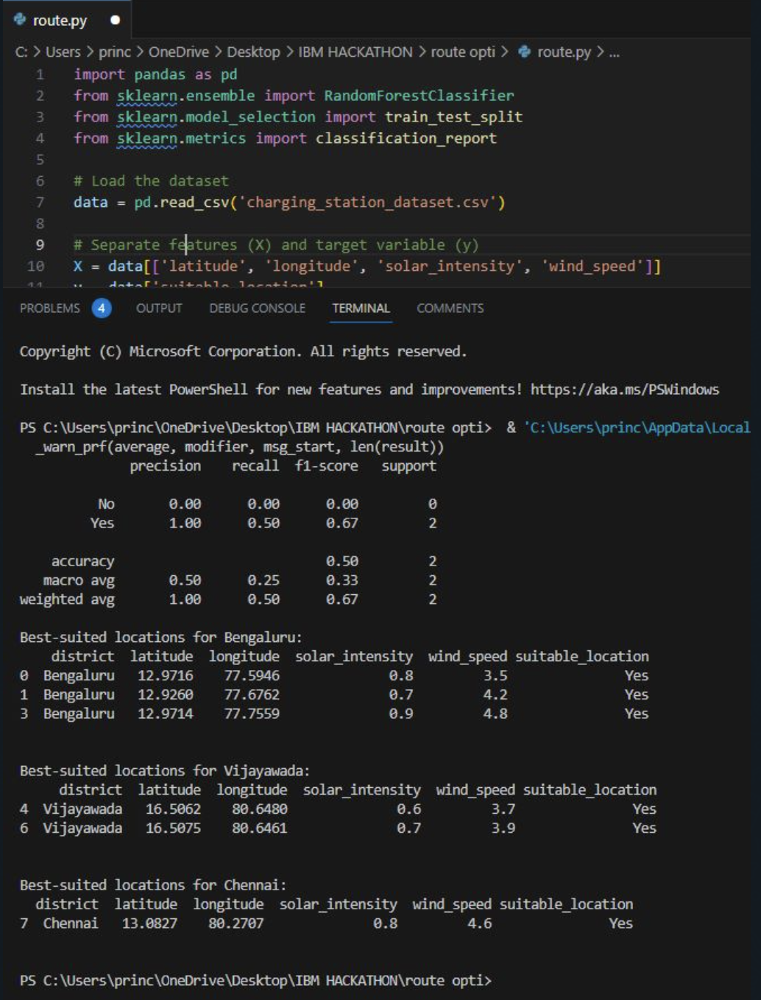 route.py
C: > Users > princ > OneDrive > Desktop > IBM HACKATHON > route opti > route.py > ...
1 import pandas as pd
2 from sklearn.ensemble import RandomForestClassifier
3 from sklearn.model_selection import train_test_split
4 from sklearn.metrics import classification_report
5
6 # Load the dataset
7 data = pd.read_csv('charging_station_dataset.csv')
8
9 # Separate features (X) and target variable (y)
10 X = data[['latitude', 'longitude', 'solar_intensity', 'wind_speed']]
11 y = data['suitable_location']
PROBLEMS 4 OUTPUT DEBUG CONSOLE TERMINAL COMMENTS
Copyright (C) Microsoft Corporation. All rights reserved.
Install the latest PowerShell for new features and improvements! https://aka.ms/PSWindows
PS C:\Users\princ\OneDrive\Desktop\IBM HACKATHON\route opti>  & 'C:\Users\princ\AppData\Local
  _warn_prf(average, modifier, msg_start, len(result))
              precision    recall  f1-score   support
          No       0.00      0.00      0.00         0
         Yes       1.00      0.50      0.67         2
    accuracy                           0.50         2
   macro avg       0.50      0.25      0.33         2
weighted avg       1.00      0.50      0.67         2
Best-suited locations for Bengaluru:
    district  latitude  longitude  solar_intensity  wind_speed suitable_location
0  Bengaluru   12.9716    77.5946              0.8         3.5               Yes
1  Bengaluru   12.9260    77.6762              0.7         4.2               Yes
3  Bengaluru   12.9714    77.7559              0.9         4.8               Yes
Best-suited locations for Vijayawada:
     district  latitude  longitude  solar_intensity  wind_speed suitable_location
4  Vijayawada   16.5062    80.6480              0.6         3.7               Yes
6  Vijayawada   16.5075    80.6461              0.7         3.9               Yes
Best-suited locations for Chennai:
  district  latitude  longitude  solar_intensity  wind_speed suitable_location
7  Chennai   13.0827    80.2707              0.8         4.6               Yes
PS C:\Users\princ\OneDrive\Desktop\IBM HACKATHON\route opti>